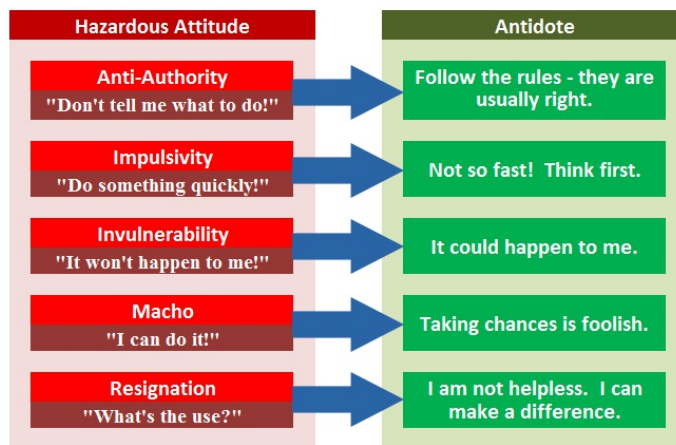 Hazardous Attitude
Antidote
Anti-Authority
"Don't tell me what to do!"
Follow the rules - they are
usually right.
Impulsivity
"Do something quickly!"
Not so fast!  Think first.
Invulnerability
"It won't happen to me!"
It could happen to me.
Macho
"I can do it!"
Taking chances is foolish.
Resignation
"What's the use?"
I am not helpless.  I can
make a difference.